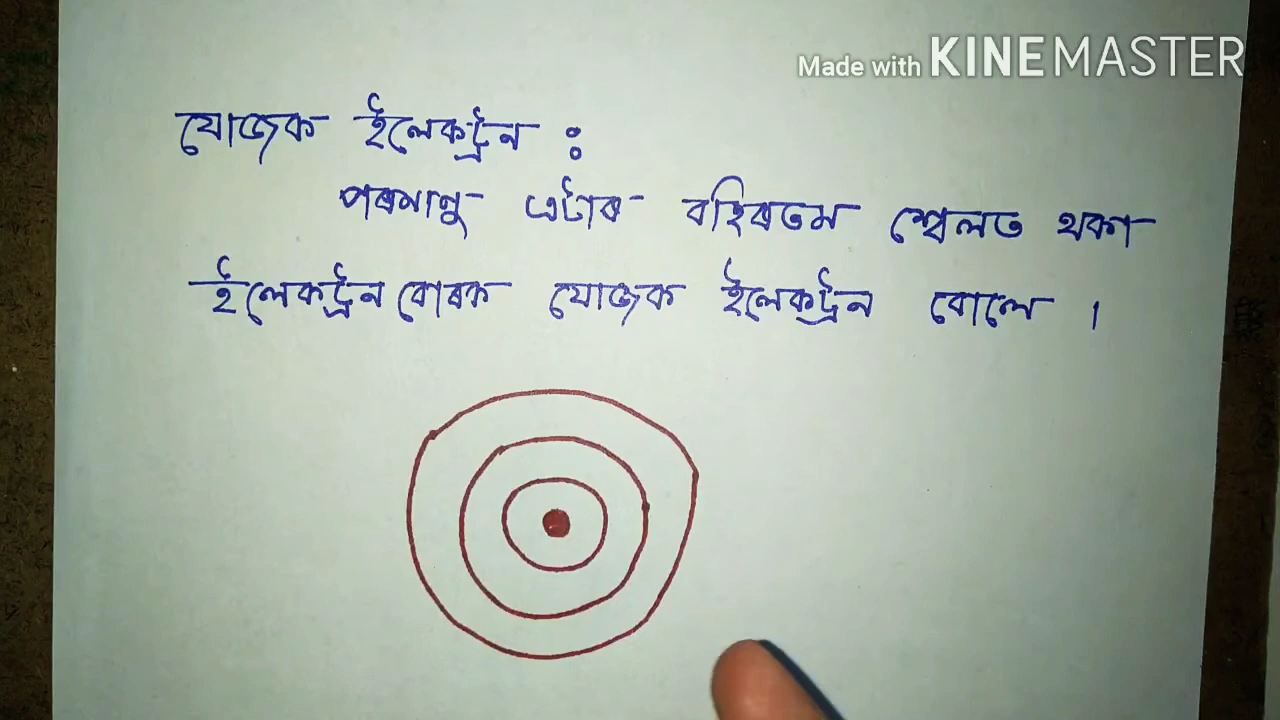 Made with KINEMASTER
যোজক ইলেকট্ৰন :
পৰমানু এটাৰ বহিৰতম শ্বেলত থকা
ইলেকট্ৰন বোৰক যোজক ইলেকট্ৰন বোলে ।